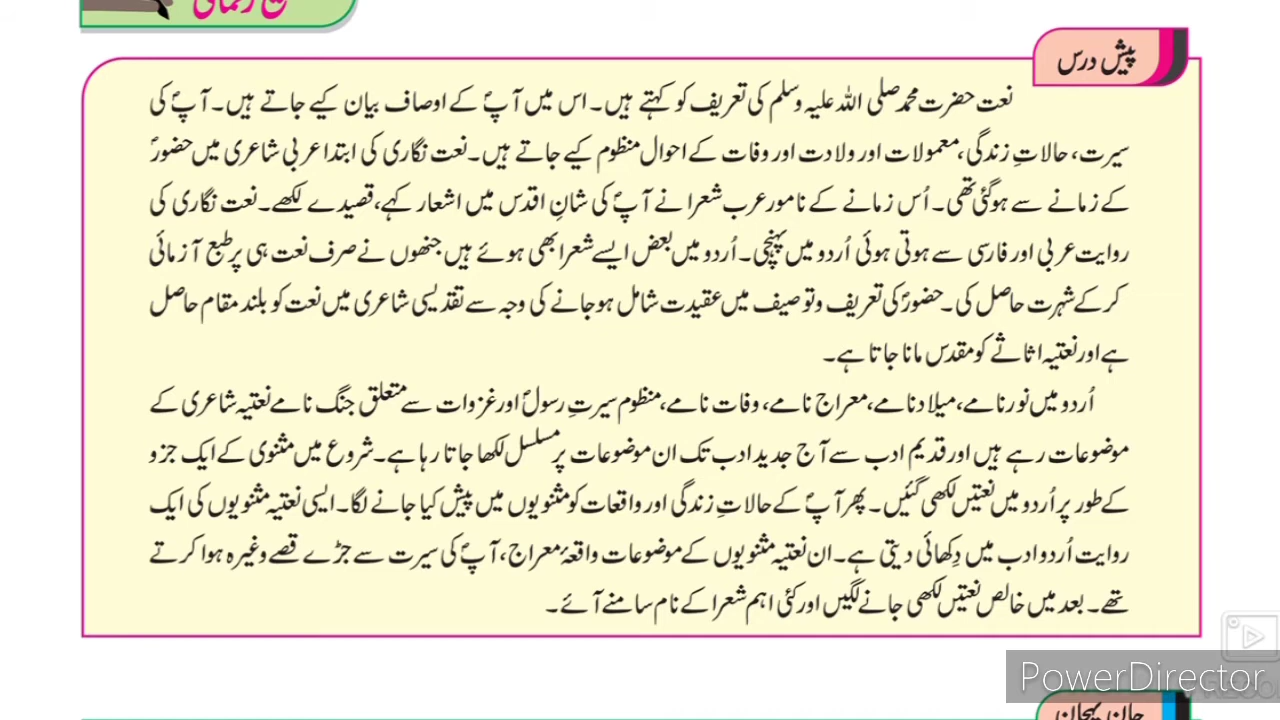 پیش درس
نعت حضرت محمد صلی اللہ علیہ وسلم کی تعریف کو کہتے ہیں۔ اس میں آپؐ کے اوصاف بیان کیے جاتے ہیں۔ آپؐ کی
سیرت، حالاتِ زندگی، معمولات اور ولادت اور وفات کے احوال منظوم کیے جاتے ہیں۔ نعت نگاری کی ابتدا عربی شاعری میں حضورؐ
کے زمانے سے ہوگئی تھی۔ اُس زمانے کے نامور عرب شعرا نے آپؐ کی شانِ اقدس میں اشعار کہے، قصیدے لکھے۔ نعت نگاری کی
روایت عربی اور فارسی سے ہوتی ہوئی اُردو میں پہنچی۔ اُردو میں بعض ایسے شعرا بھی ہوئے ہیں جنھوں نے صرف نعت ہی پر طبع آزمائی
کرکے شہرت حاصل کی۔ حضورؐ کی تعریف و توصیف میں عقیدت شامل ہوجانے کی وجہ سے تقدیسی شاعری میں نعت کو بلند مقام حاصل
ہے اور نعتیہ اثاثے کو مقدس مانا جاتا ہے۔
اُردو میں نورنامے، میلادنامے، معراج نامے، وفات نامے، منظوم سیرتِ رسولؐ اور غزوات سے متعلق جنگ نامے نعتیہ شاعری کے
موضوعات رہے ہیں اور قدیم ادب سے آج جدید ادب تک ان موضوعات پر مسلسل لکھا جاتا رہا ہے۔ شروع میں مثنوی کے ایک جزو
کے طور پر اُردو میں نعتیں لکھی گئیں۔ پھر آپؐ کے حالاتِ زندگی اور واقعات کو مثنویوں میں پیش کیا جانے لگا۔ ایسی نعتیہ مثنویوں کی ایک
روایت اُردو ادب میں دِکھائی دیتی ہے۔ ان نعتیہ مثنویوں کے موضوعات واقعۂ معراج، آپؐ کی سیرت سے جڑے قصے وغیرہ ہوا کرتے
تھے۔ بعد میں خالص نعتیں لکھی جانے لگیں اور کئی اہم شعرا کے نام سامنے آئے۔
PowerDirector
جان پہچان